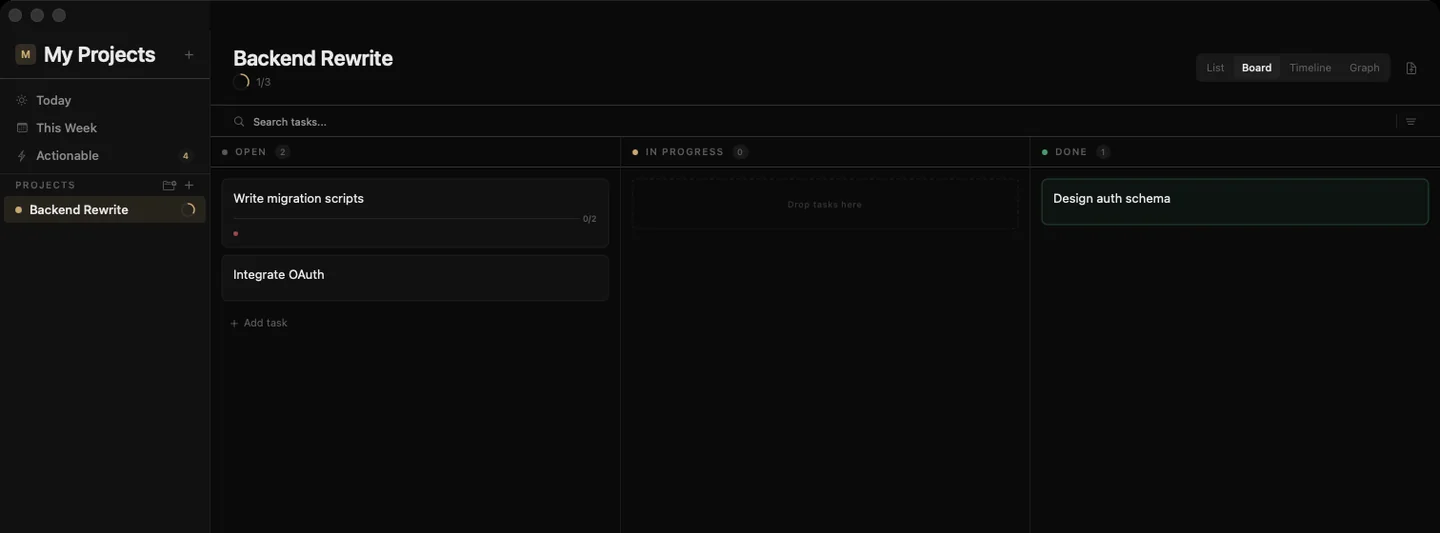 M My Projects
Today
This Week
Actionable 4
PROJECTS
Backend Rewrite
Backend Rewrite
1/3
List Board Timeline Graph
Search tasks...
OPEN 2
Write migration scripts
0/2
Integrate OAuth
+ Add task
IN PROGRESS 0
Drop tasks here
DONE 1
Design auth schema